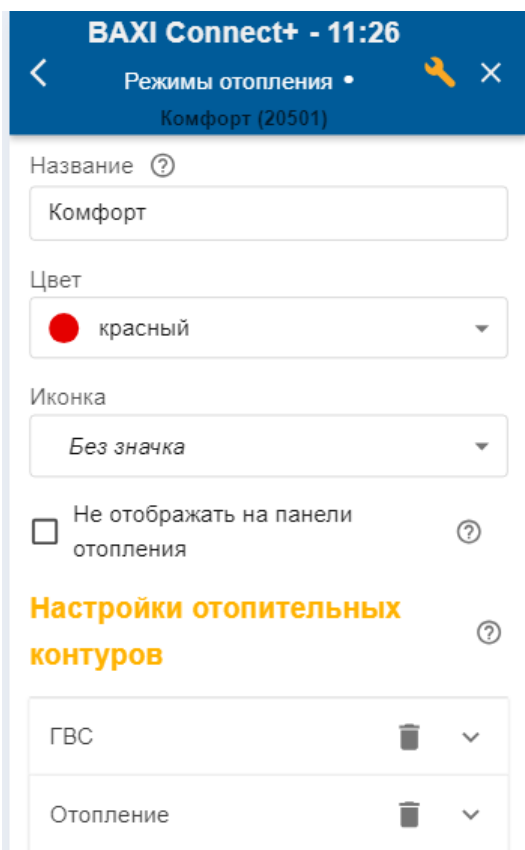 BAXI Connect+ - 11:26
Режимы отопления •
Комфорт (20501)
Название
Комфорт
Цвет
красный
Иконка
Без значка
Не отображать на панели
отопления
Настройки отопительных
контуров
ГВС
Отопление